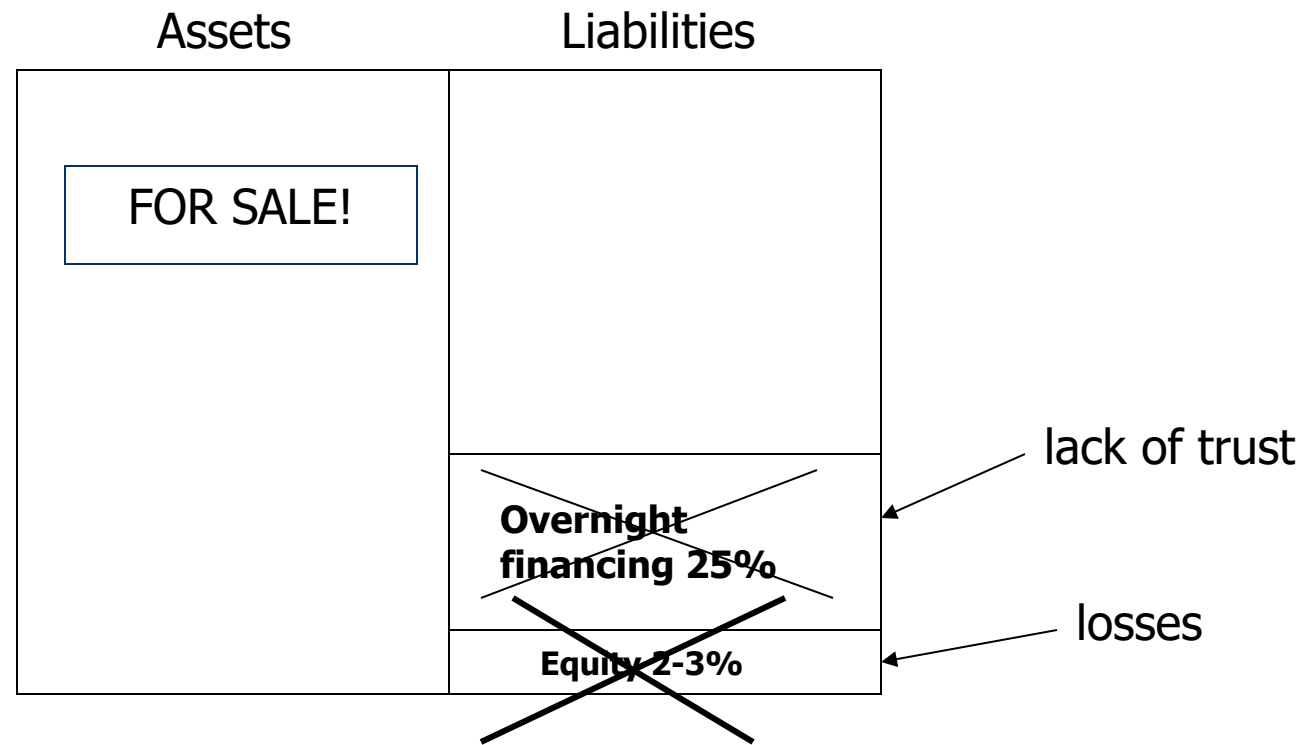 Assets
Liabilities
FOR SALE!
lack of trust
Overnight
financing 25%
losses
Equity 2-3%